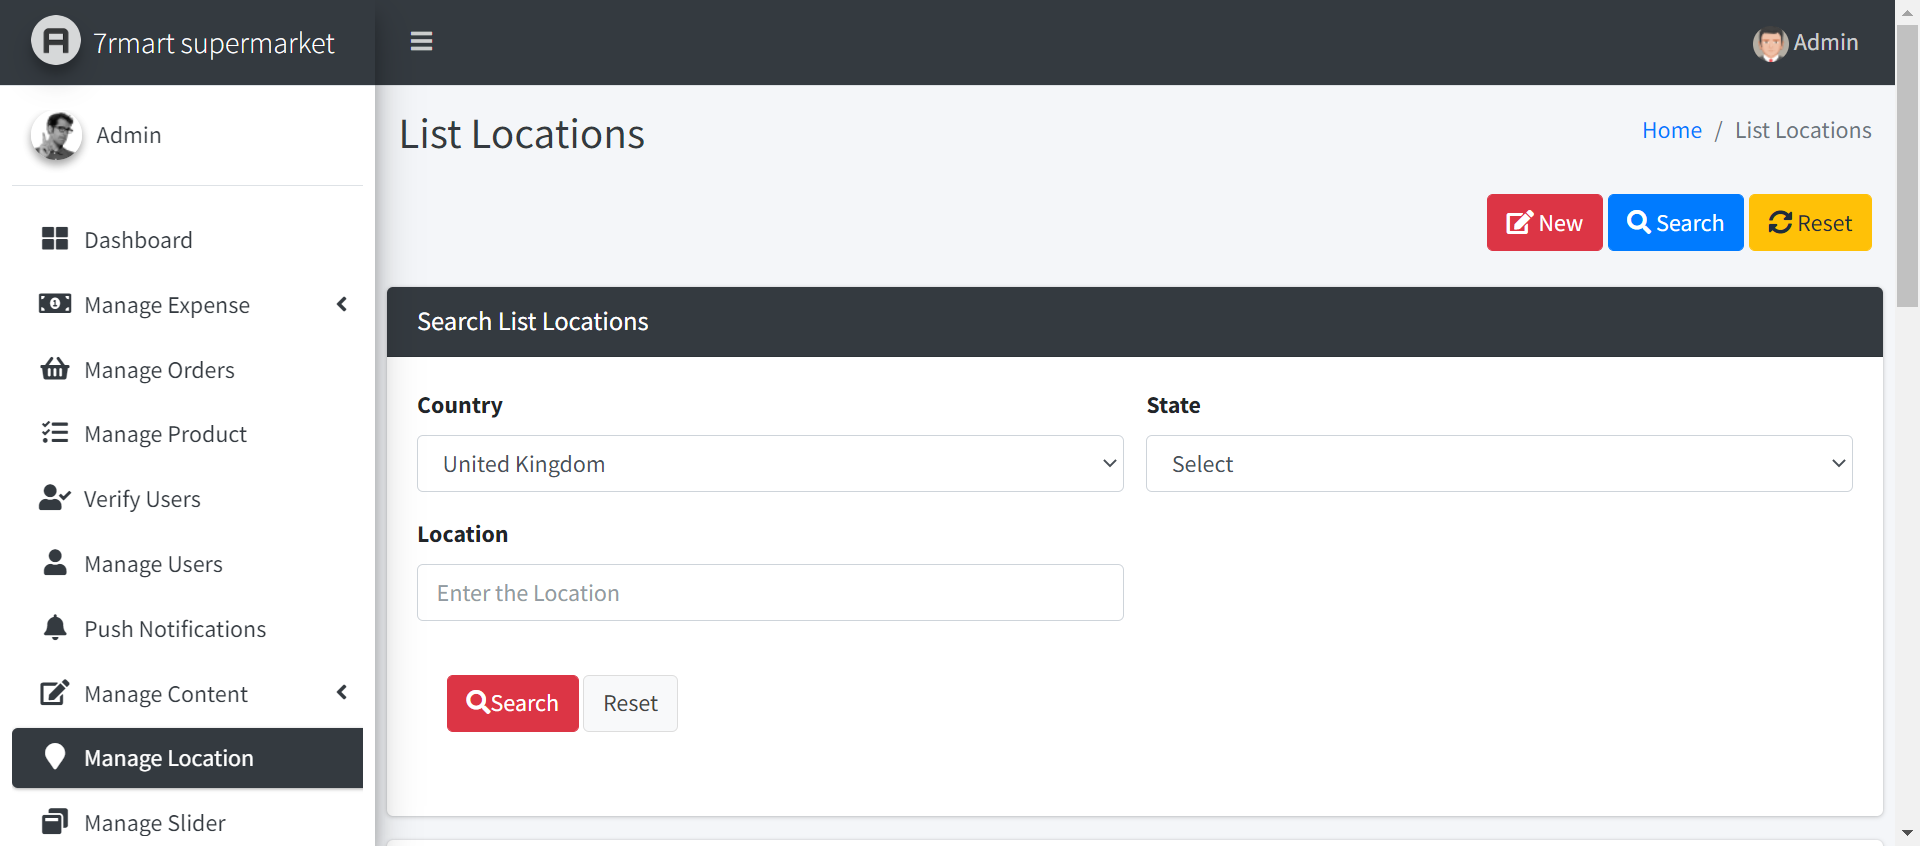 7rmart supermarket
Admin
Admin
Dashboard
Manage Expense
Manage Orders
Manage Product
Verify Users
Manage Users
Push Notifications
Manage Content
Manage Location
Manage Slider
List Locations
Home / List Locations
New
Search
Reset
Search List Locations
Country
State
United Kingdom
Select
Location
Enter the Location
Search
Reset